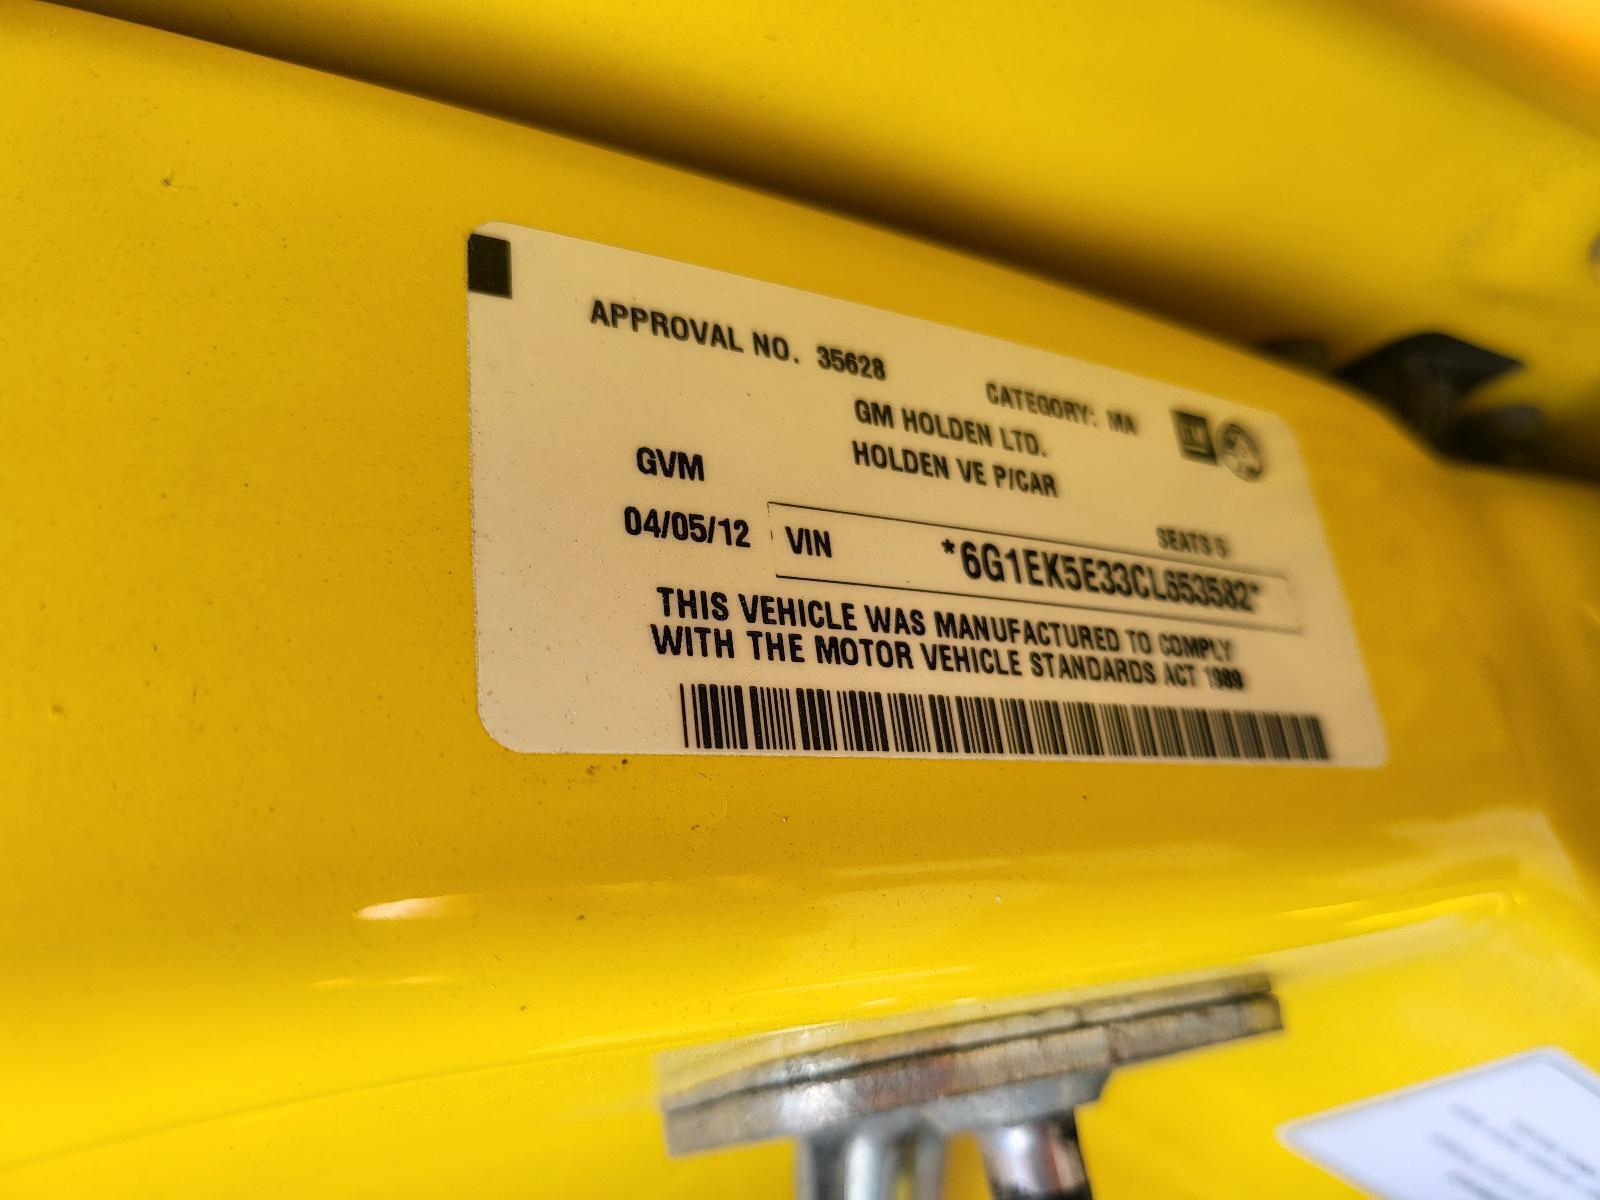 APPROVAL NO. 35628
CATEGORY: MA
GM
GM HOLDEN LTD.
HOLDEN VE P/CAR
GVM
SEATS 5
04/05/12 VIN *6G1EK5E33CL653582*
THIS VEHICLE WAS MANUFACTURED TO COMPLY
WITH THE MOTOR VEHICLE STANDARDS ACT 1989